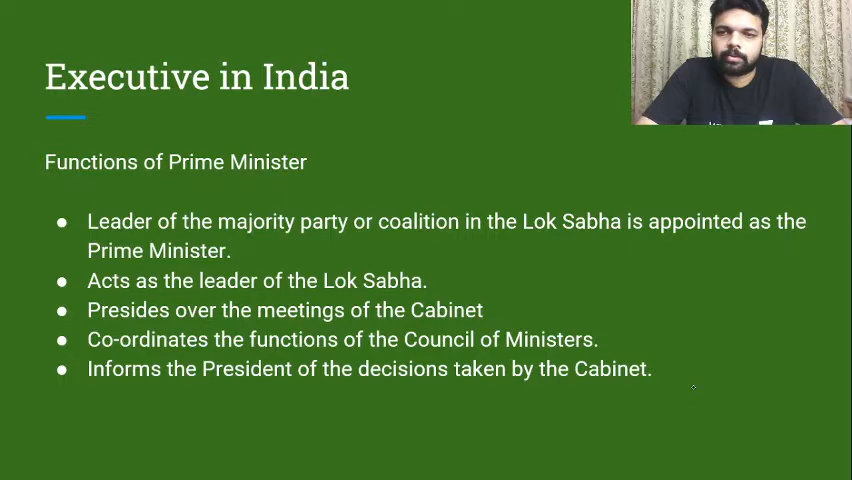 Executive in India
Functions of Prime Minister
● Leader of the majority party or coalition in the Lok Sabha is appointed as the
Prime Minister.
● Acts as the leader of the Lok Sabha.
● Presides over the meetings of the Cabinet
● Co-ordinates the functions of the Council of Ministers.
● Informs the President of the decisions taken by the Cabinet.